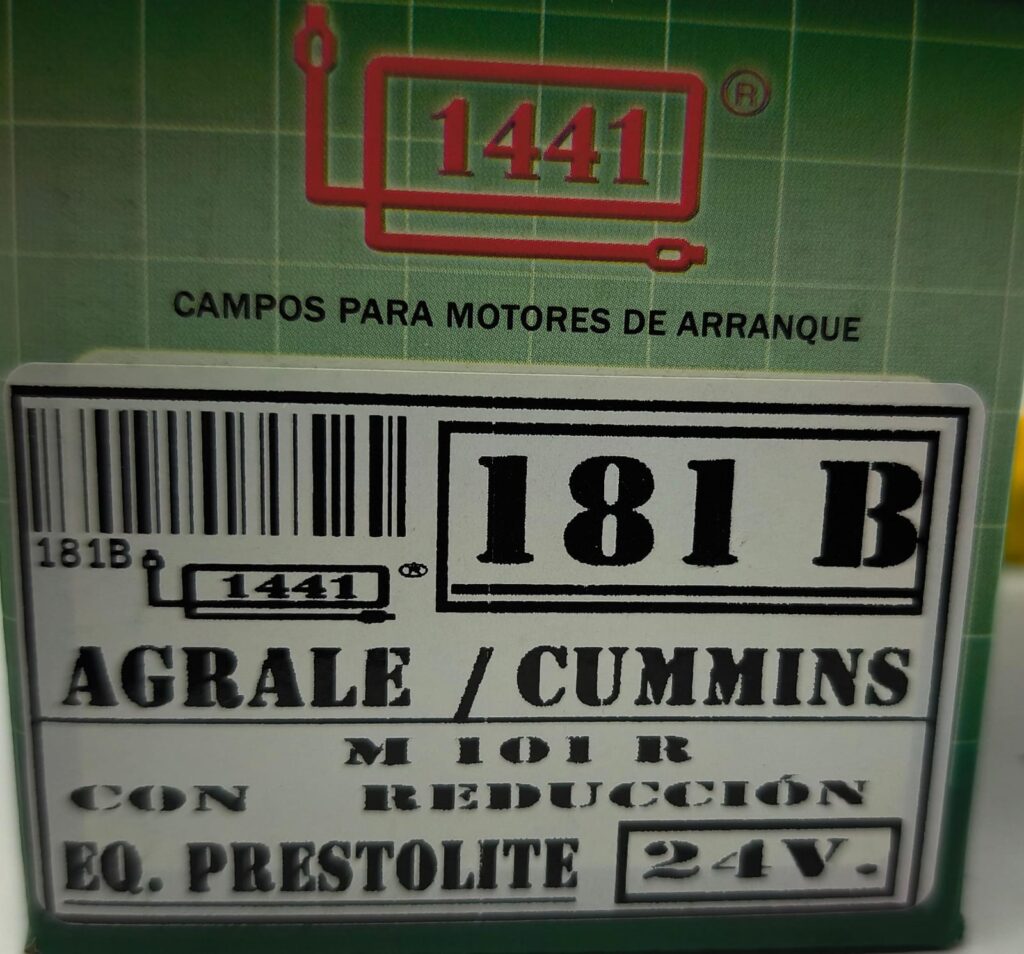 1441 ®
CAMPOS PARA MOTORES DE ARRANQUE
181 B
181B
1441 ®
AGRALE / CUMMINS
M 101 R
CON REDUCCIÓN
EQ. PRESTOLITE
24V.